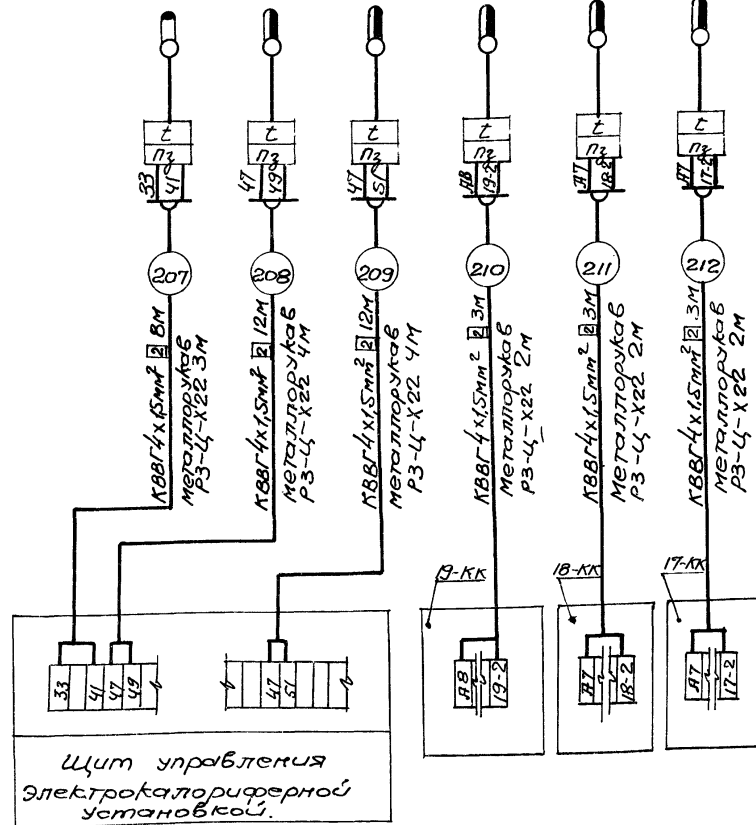 t t t t t t
пз пз пз пз пз пз
33 41 47 49 47 51 А8 19-2 А7 18-2 А7 17-2
207 208 209 210 211 212
КВВГ4х1,5мм² 2 8м
металлорукав
РЗ-Ц-Х22 3м
КВВГ4х1,5мм² 2 12м
металлорукав
РЗ-Ц-Х22 4м
КВВГ4х1,5мм² 2 12м
металлорукав
РЗ-Ц-Х22 4м
КВВГ4х1,5мм² 2 3м
металлорукав
РЗ-Ц-Х22 2м
КВВГ4х1,5мм² 2 3м
металлорукав
РЗ-Ц-Х22 2м
КВВГ4х1,5мм² 2 3м
металлорукав
РЗ-Ц-Х22 2м
19-КК 18-КК 17-КК
33 41 47 49
47 51
А8 19-2
А7 18-2
А7 17-2
Щит управления
Электрокалориферной
установкой.